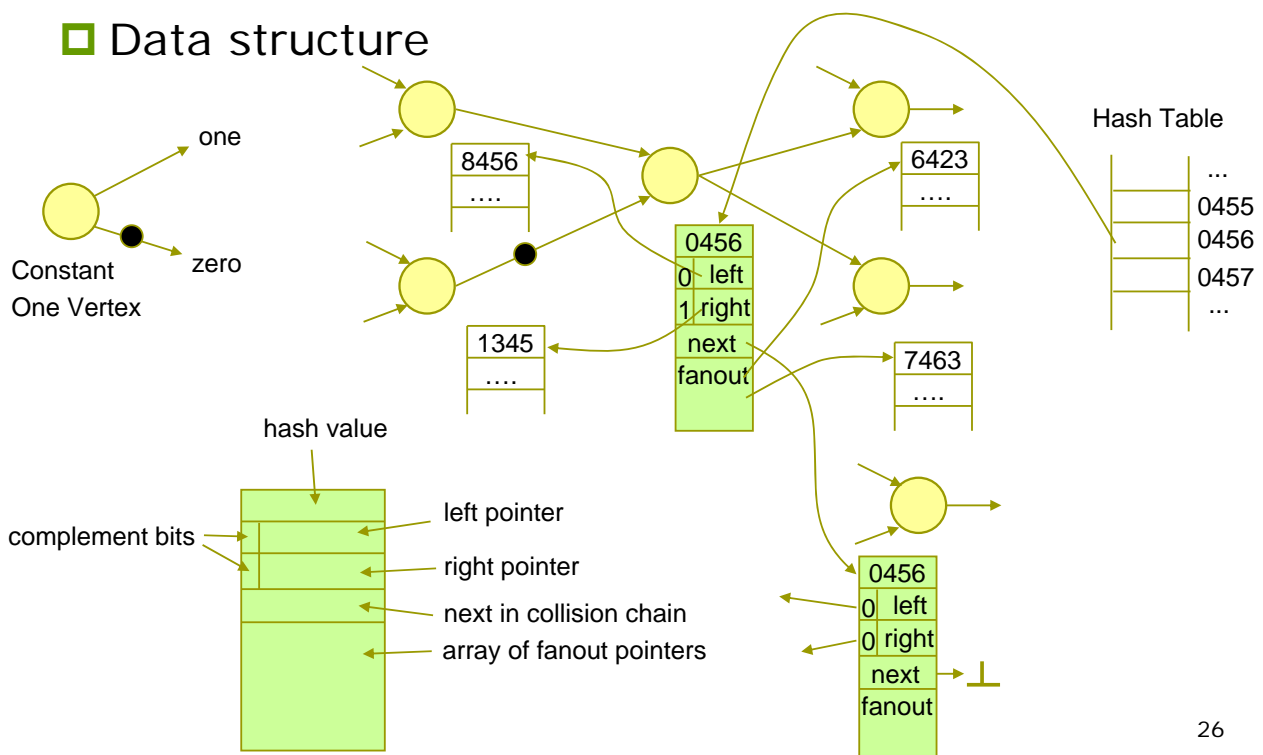 Data structure
one
zero
Constant
One Vertex
8456
....
1345
....
0456
0 left
1 right
next
fanout
6423
....
7463
....
Hash Table
...
0455
0456
0457
...
hash value
complement bits
left pointer
right pointer
next in collision chain
array of fanout pointers
0456
0 left
0 right
next
fanout
26